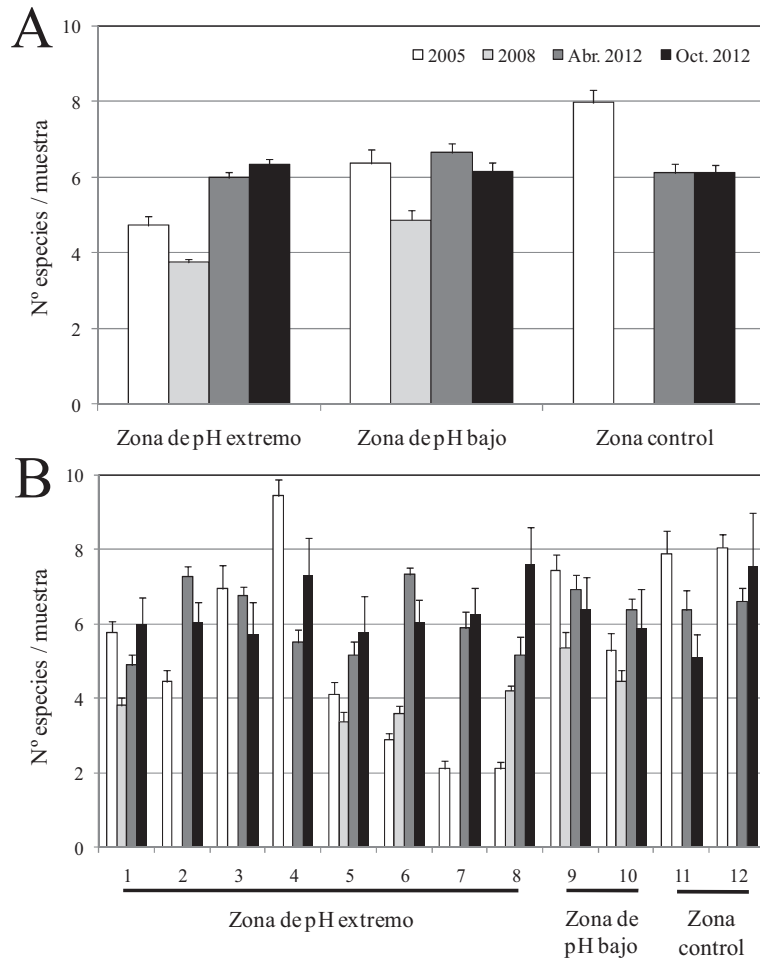 A
10
8
6
4
2
0
Nº especies / muestra
2005 2008 Abr. 2012 Oct. 2012
Zona de pH extremo Zona de pH bajo Zona control
B
10
8
6
4
2
0
Nº especies / muestra
1 2 3 4 5 6 7 8 9 10 11 12
Zona de pH extremo
Zona de
pH bajo
Zona
control